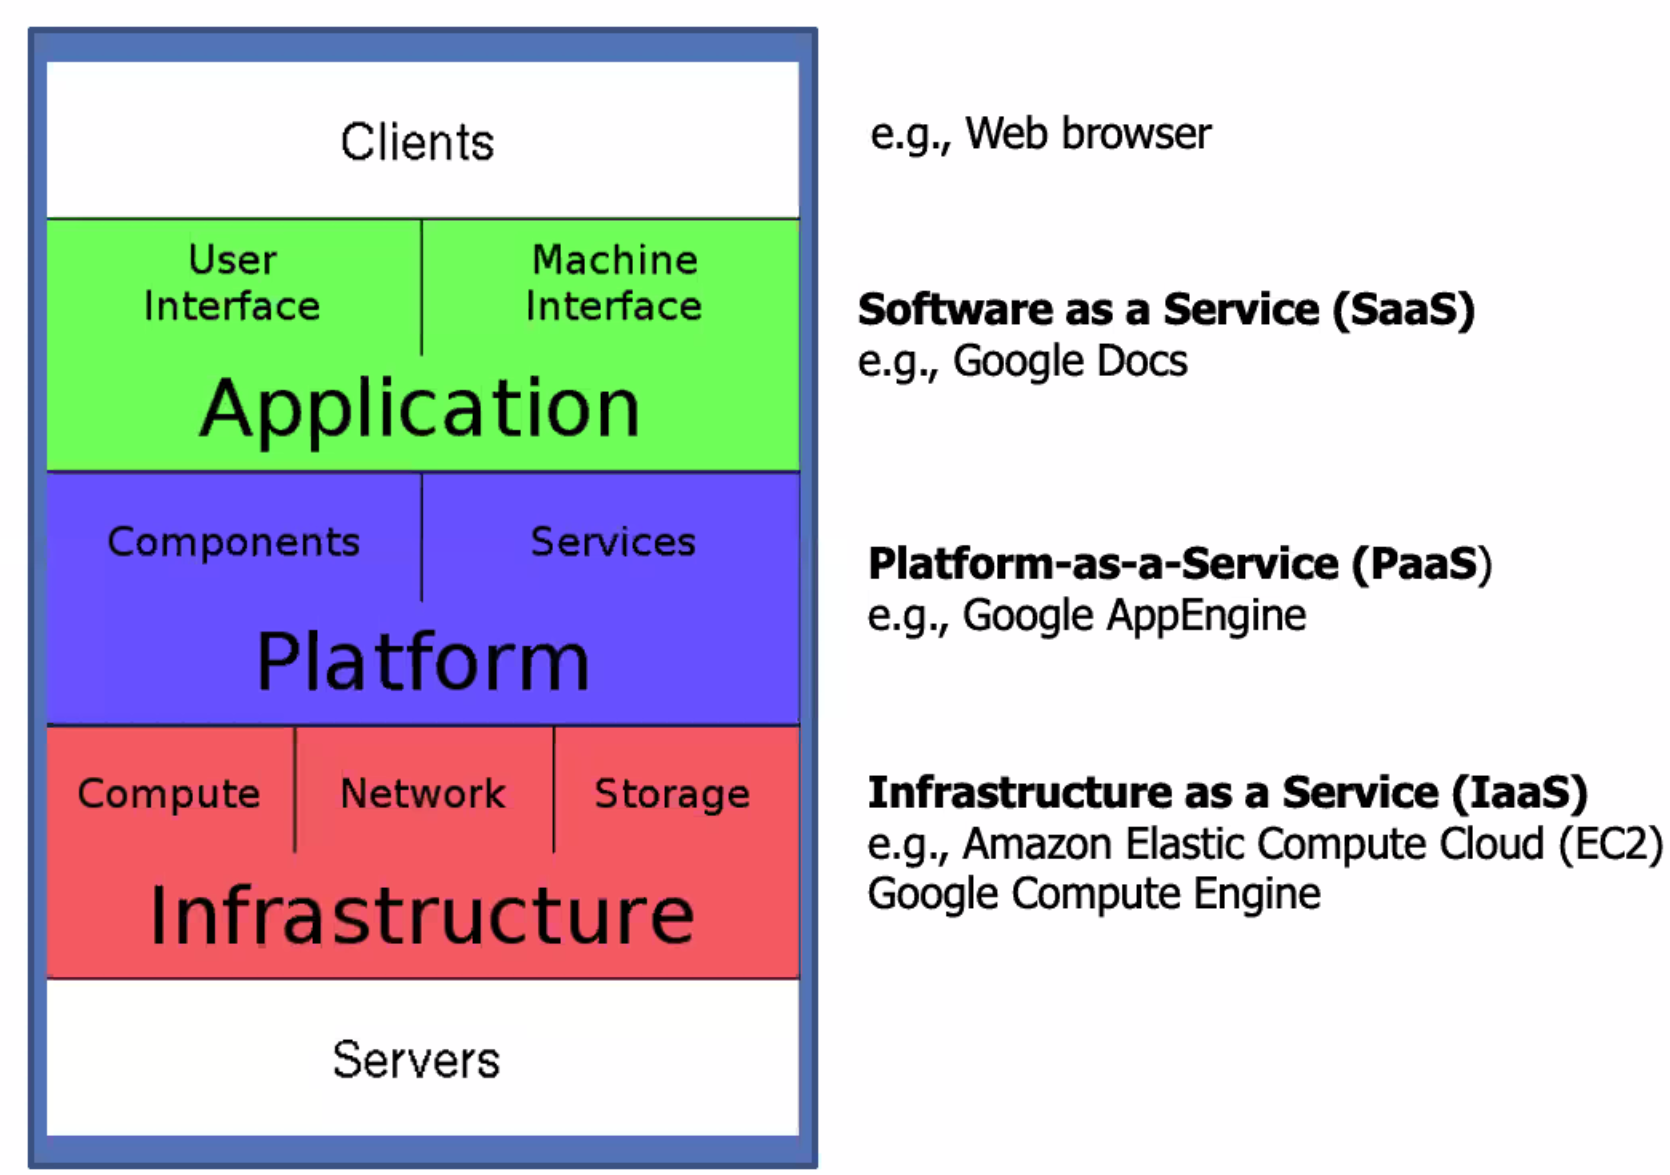 Clients
e.g., Web browser
User
Interface
Machine
Interface
Application
Software as a Service (SaaS)
e.g., Google Docs
Components
Services
Platform
Platform-as-a-Service (PaaS)
e.g., Google AppEngine
Compute
Network
Storage
Infrastructure
Infrastructure as a Service (IaaS)
e.g., Amazon Elastic Compute Cloud (EC2)
Google Compute Engine
Servers